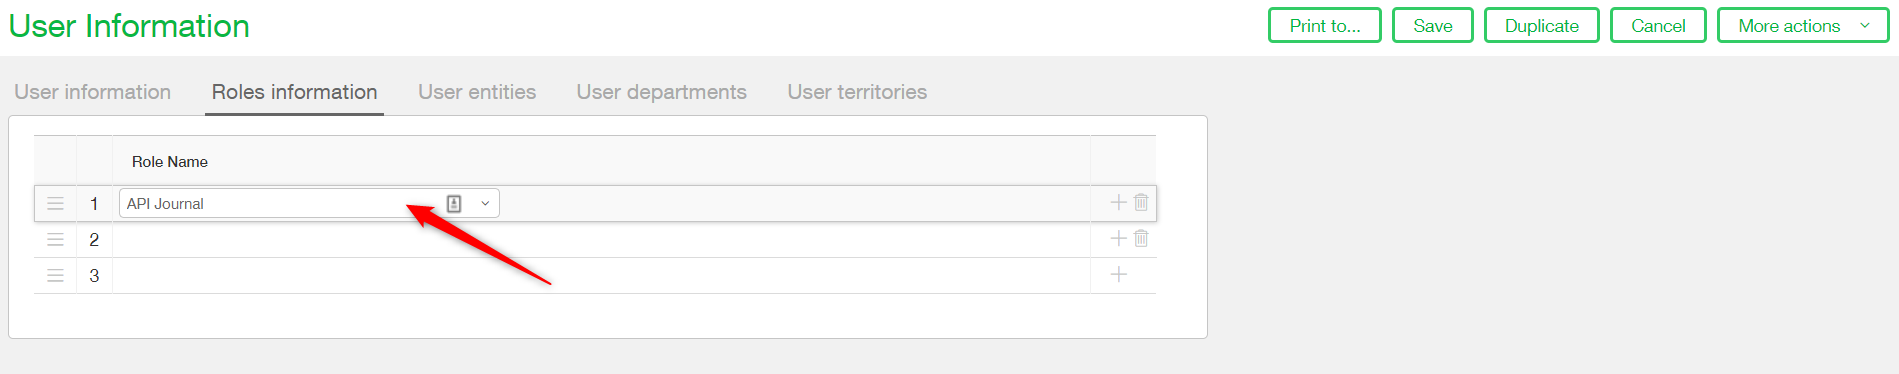 User Information
Print to... Save Duplicate Cancel More actions
User information Roles information User entities User departments User territories
Role Name
1 API Journal
2
3